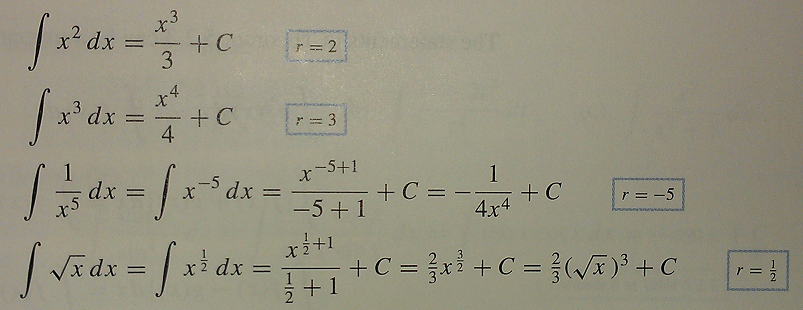 ∫ x² dx = x³/3 + C    r = 2
∫ x³ dx = x⁴/4 + C    r = 3
∫ 1/x⁵ dx = ∫ x⁻⁵ dx = x⁻⁵⁺¹/(−5 + 1) + C = −1/(4x⁴) + C    r = −5
∫ √x dx = ∫ x^(1/2) dx = x^(1/2+1)/(1/2 + 1) + C = 2/3 x^(3/2) + C = 2/3 (√x)³ + C    r = 1/2